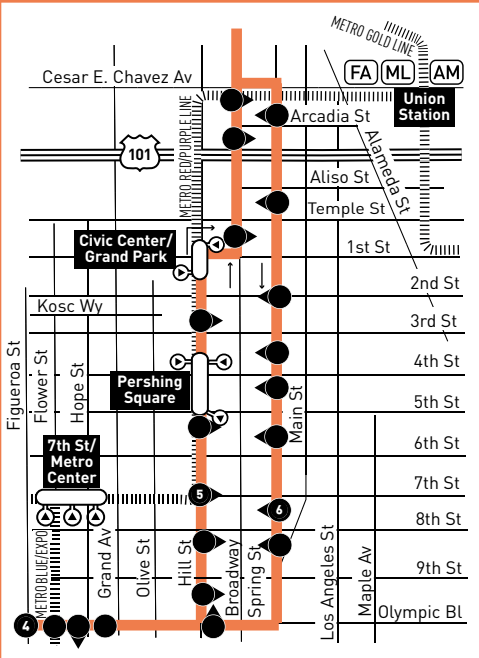 METRO GOLD LINE
FA
ML
AM
Cesar E. Chavez Av
Union
Station
Arcadia St
METRO RED/PURPLE LINE
101
Alameda St
Aliso St
Temple St
Civic Center/
Grand Park
1st St
2nd St
Kosc Wy
3rd St
Figueroa St
Flower St
Hope St
4th St
Pershing
Square
5th St
Main St
6th St
7th St/
Metro
Center
7th St
5
6
8th St
METRO BLUE/EXPO
Grand Av
Olive St
Hill St
Broadway
Spring St
Los Angeles St
Maple Av
9th St
4
Olympic Bl